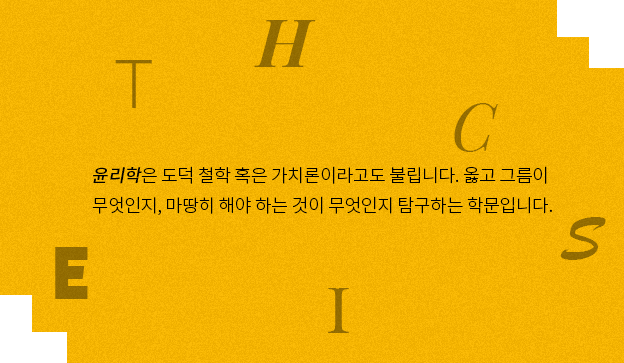 H
T
C
윤리학은 도덕 철학 혹은 가치론이라고도 불립니다. 옳고 그름이
무엇인지, 마땅히 해야 하는 것이 무엇인지 탐구하는 학문입니다.
S
E
I